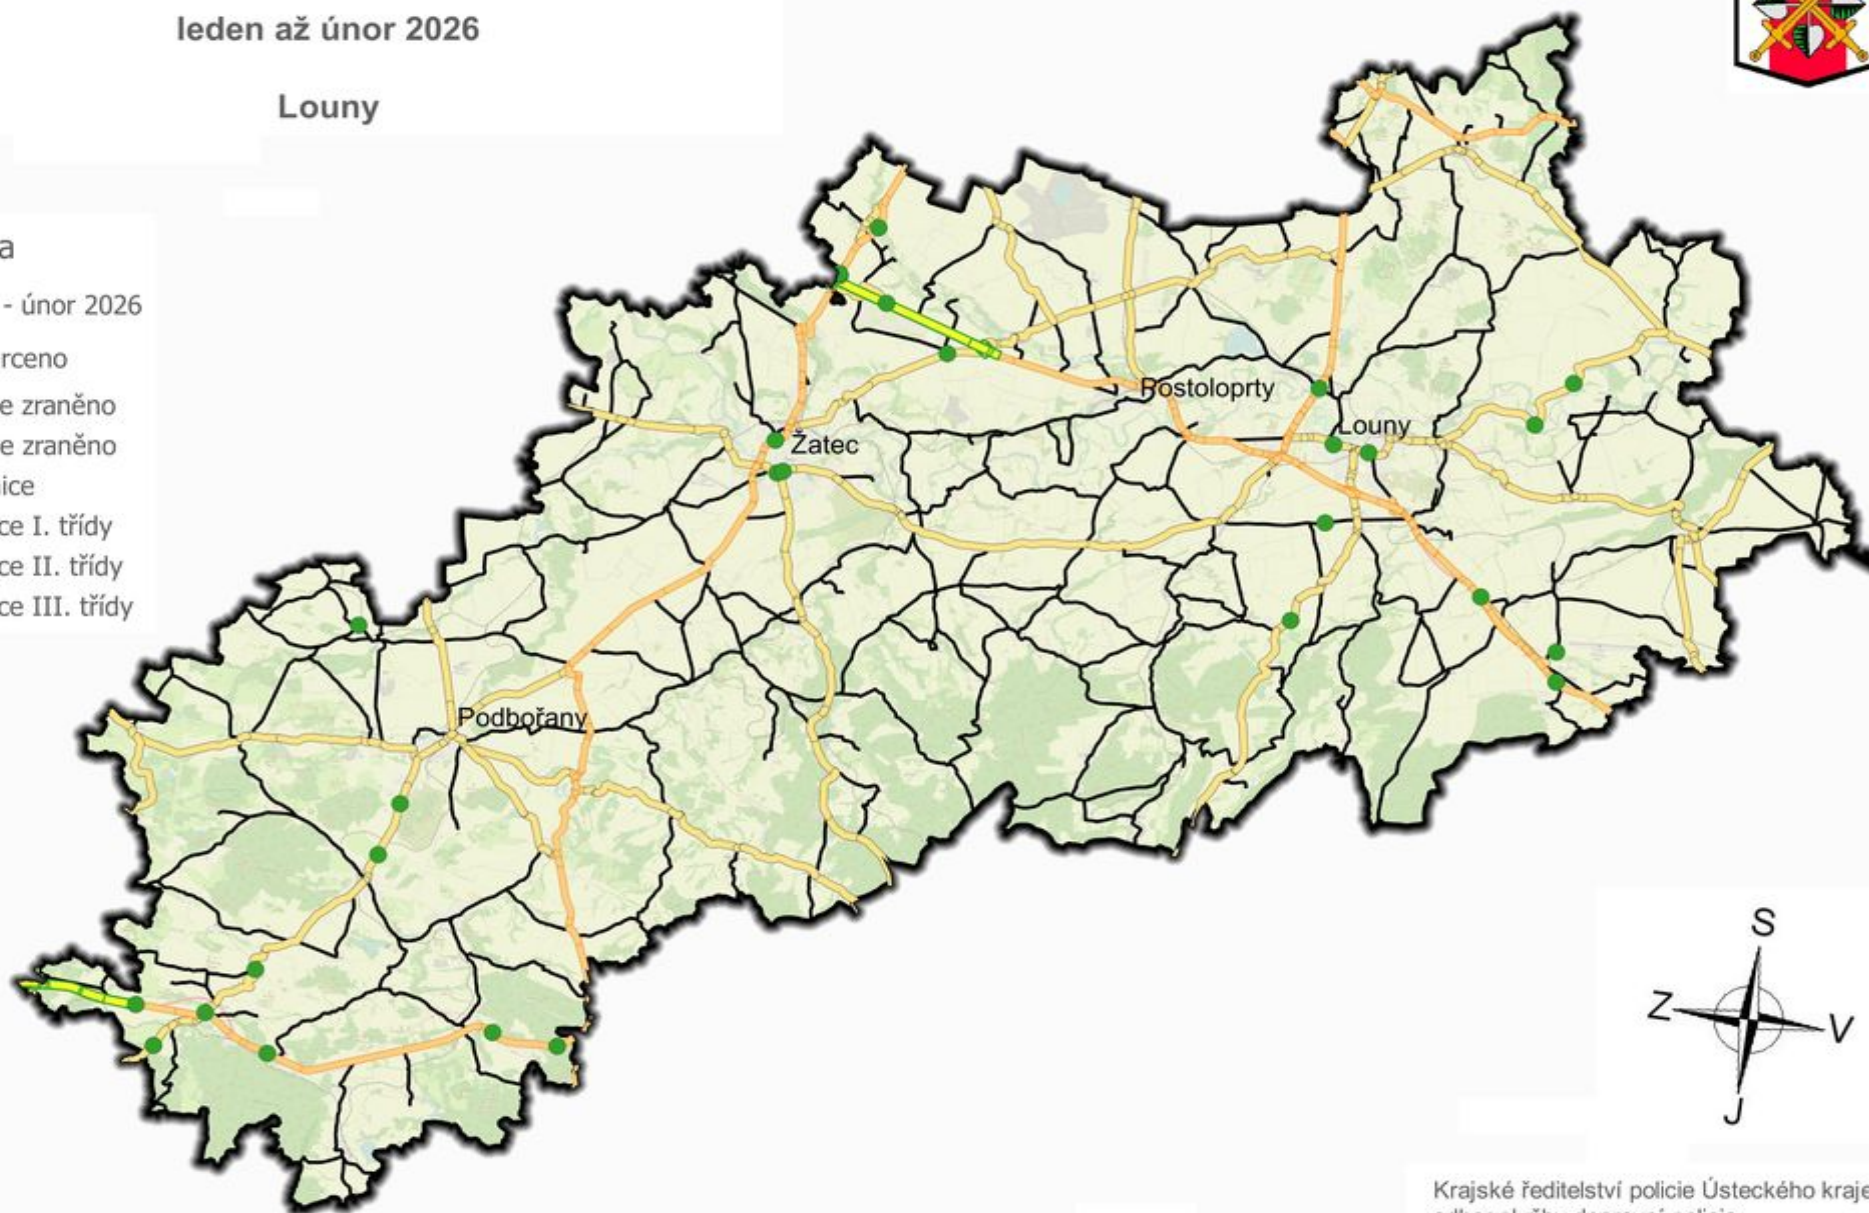 leden až únor 2026
Louny
a
- únor 2026
rceno
e zraněno
e zraněno
nice
ce I. třídy
ce II. třídy
ce III. třídy
Postoloprty
Louny
Žatec
Podbořany
S
Z
V
J
Krajské ředitelství policie Ústeckého kraje